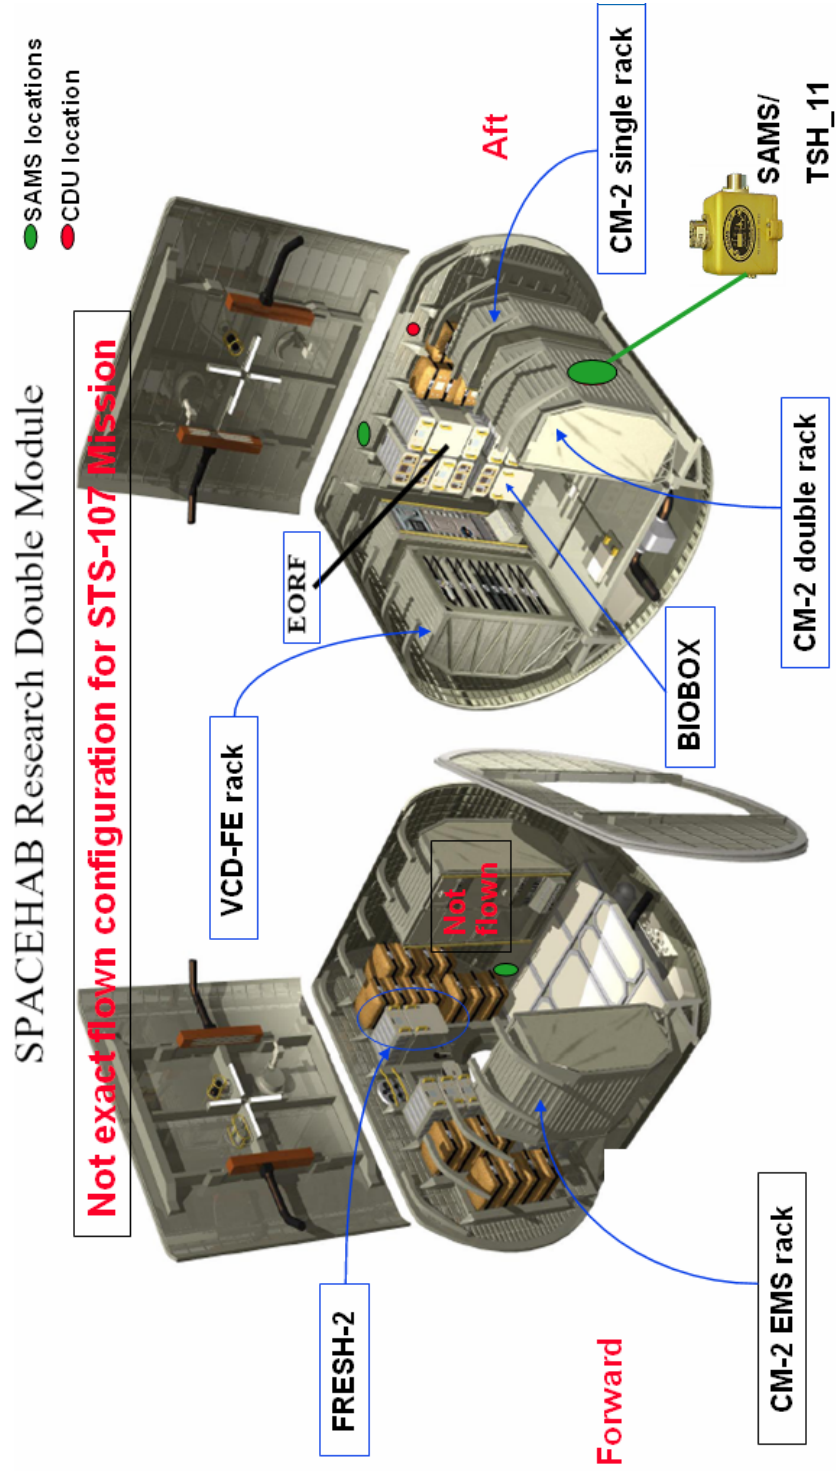 SPACEHAB Research Double Module
Not exact flown configuration for STS-107 Mission
SAMS locations
CDU location
FRESH-2
VCD-FE rack
EORF
Not
flown
Forward
Aft
CM-2 EMS rack
BIOBOX
CM-2 double rack
CM-2 single rack
SAMS/
TSH_11